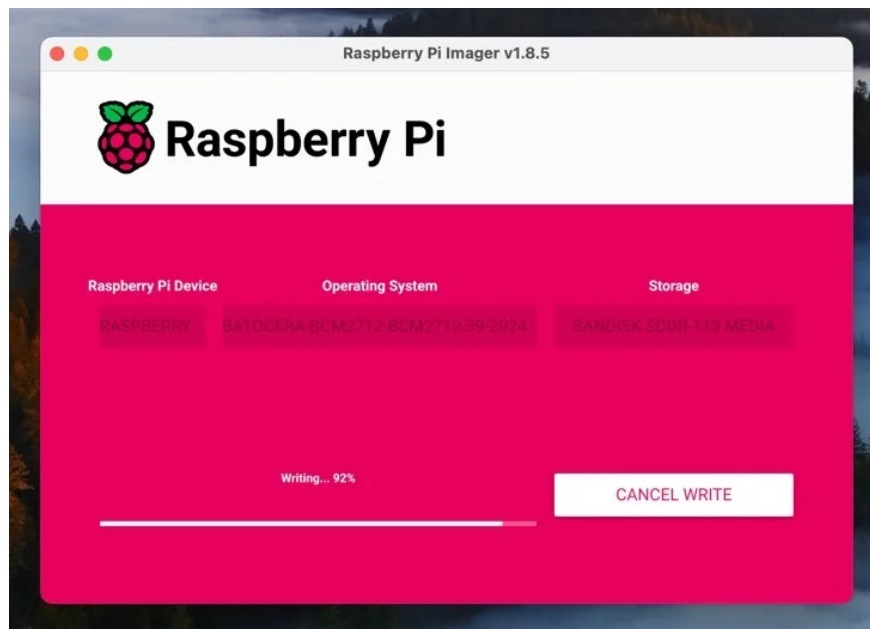 Raspberry Pi Imager v1.8.5
Raspberry Pi
Raspberry Pi Device
Operating System
Storage
RASPBERRY ...
BATOCERA-BCM2712-BCM2712-39-2024
SANDISK SDDR-113 MEDIA
Writing... 92%
CANCEL WRITE